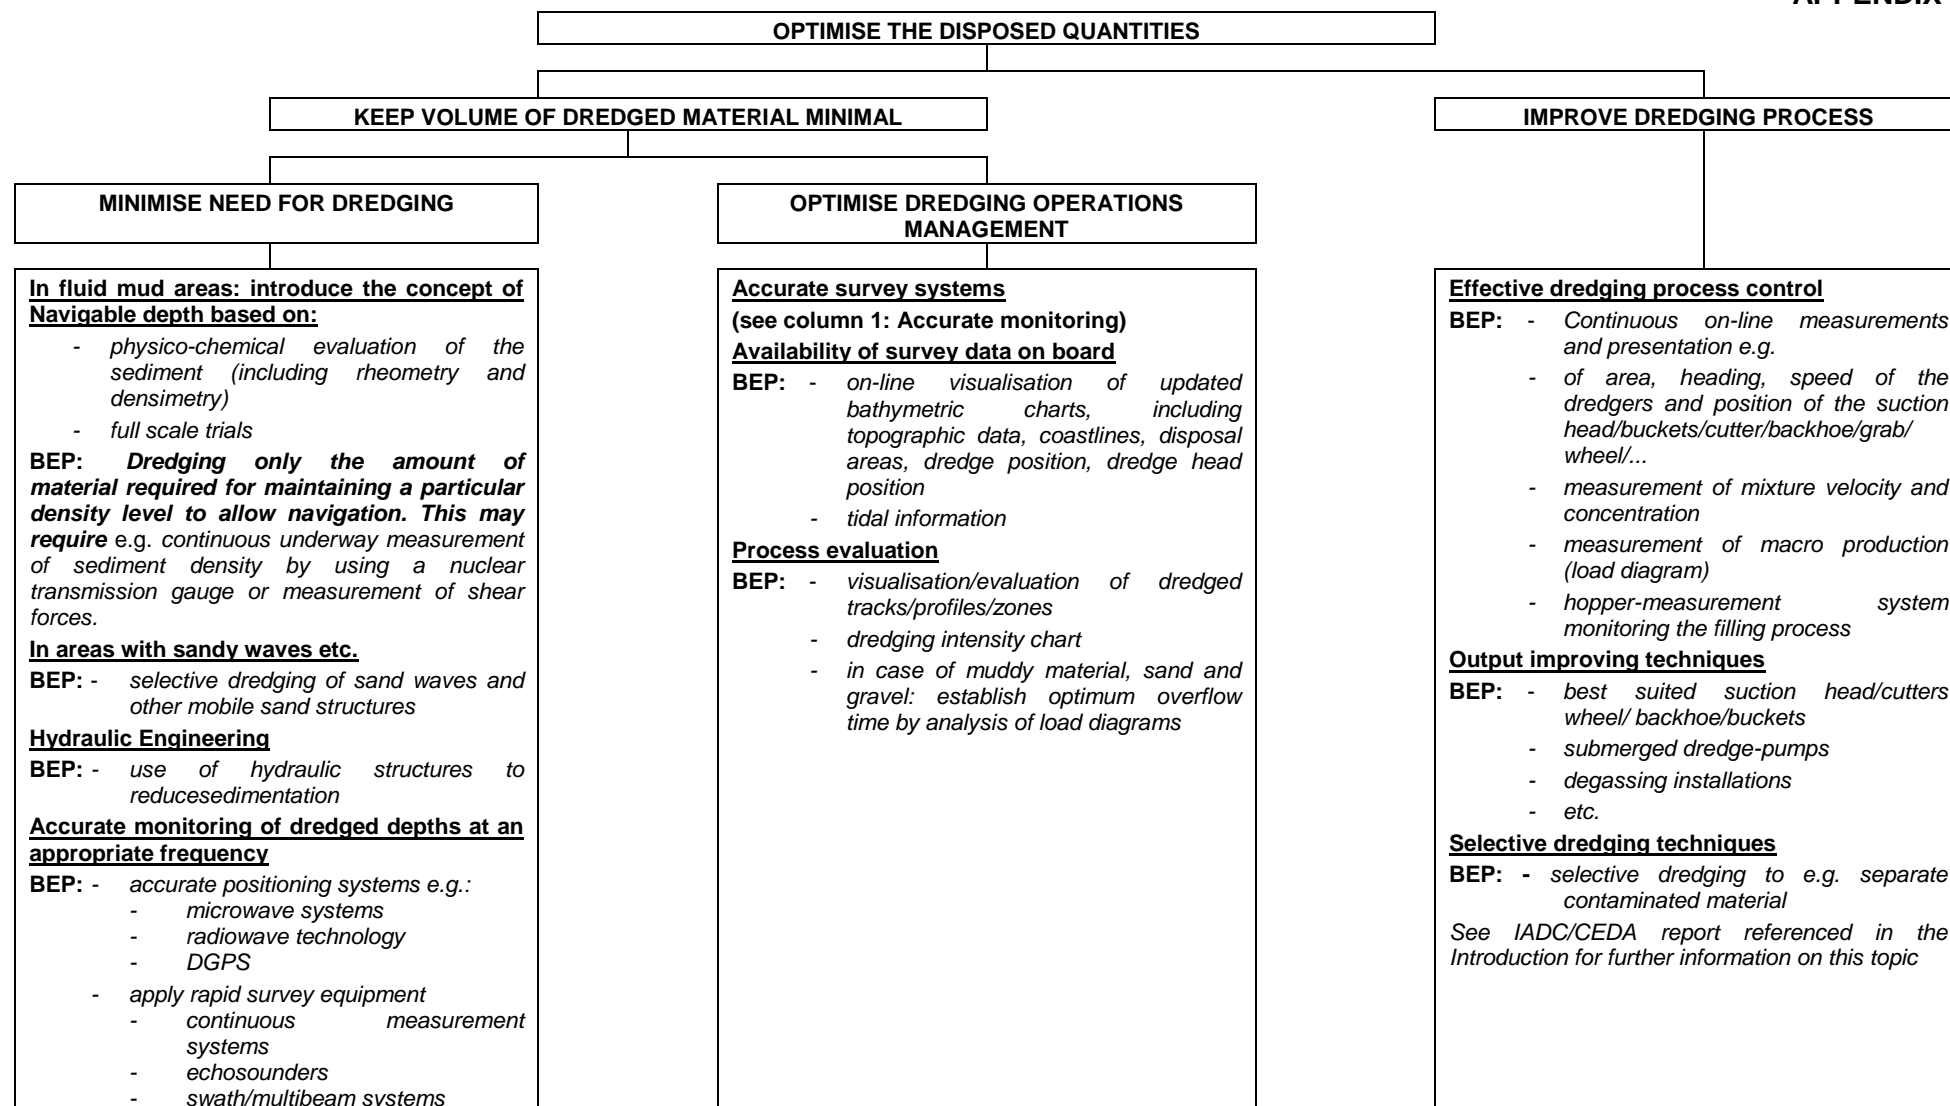 OPTIMISE THE DISPOSED QUANTITIES
KEEP VOLUME OF DREDGED MATERIAL MINIMAL
IMPROVE DREDGING PROCESS
MINIMISE NEED FOR DREDGING
OPTIMISE DREDGING OPERATIONS
MANAGEMENT
In fluid mud areas: introduce the concept of
Navigable depth based on:
- physico-chemical evaluation of the
sediment (including rheometry and
densimetry)
- full scale trials
BEP: Dredging only the amount of
material required for maintaining a particular
density level to allow navigation. This may
require e.g. continuous underway measurement
of sediment density by using a nuclear
transmission gauge or measurement of shear
forces.
In areas with sandy waves etc.
BEP: - selective dredging of sand waves and
other mobile sand structures
Hydraulic Engineering
BEP: - use of hydraulic structures to
reducesedimentation
Accurate monitoring of dredged depths at an
appropriate frequency
BEP: - accurate positioning systems e.g.:
- microwave systems
- radiowave technology
- DGPS
- apply rapid survey equipment
- continuous measurement
systems
- echosounders
- swath/multibeam systems
Accurate survey systems
(see column 1: Accurate monitoring)
Availability of survey data on board
BEP: - on-line visualisation of updated
bathymetric charts, including
topographic data, coastlines, disposal
areas, dredge position, dredge head
position
- tidal information
Process evaluation
BEP: - visualisation/evaluation of dredged
tracks/profiles/zones
- dredging intensity chart
- in case of muddy material, sand and
gravel: establish optimum overflow
time by analysis of load diagrams
Effective dredging process control
BEP: - Continuous on-line measurements
and presentation e.g.
- of area, heading, speed of the
dredgers and position of the suction
head/buckets/cutter/backhoe/grab/
wheel/...
- measurement of mixture velocity and
concentration
- measurement of macro production
(load diagram)
- hopper-measurement system
monitoring the filling process
Output improving techniques
BEP: - best suited suction head/cutters
wheel/ backhoe/buckets
- submerged dredge-pumps
- degassing installations
- etc.
Selective dredging techniques
BEP: - selective dredging to e.g. separate
contaminated material
See IADC/CEDA report referenced in the
Introduction for further information on this topic